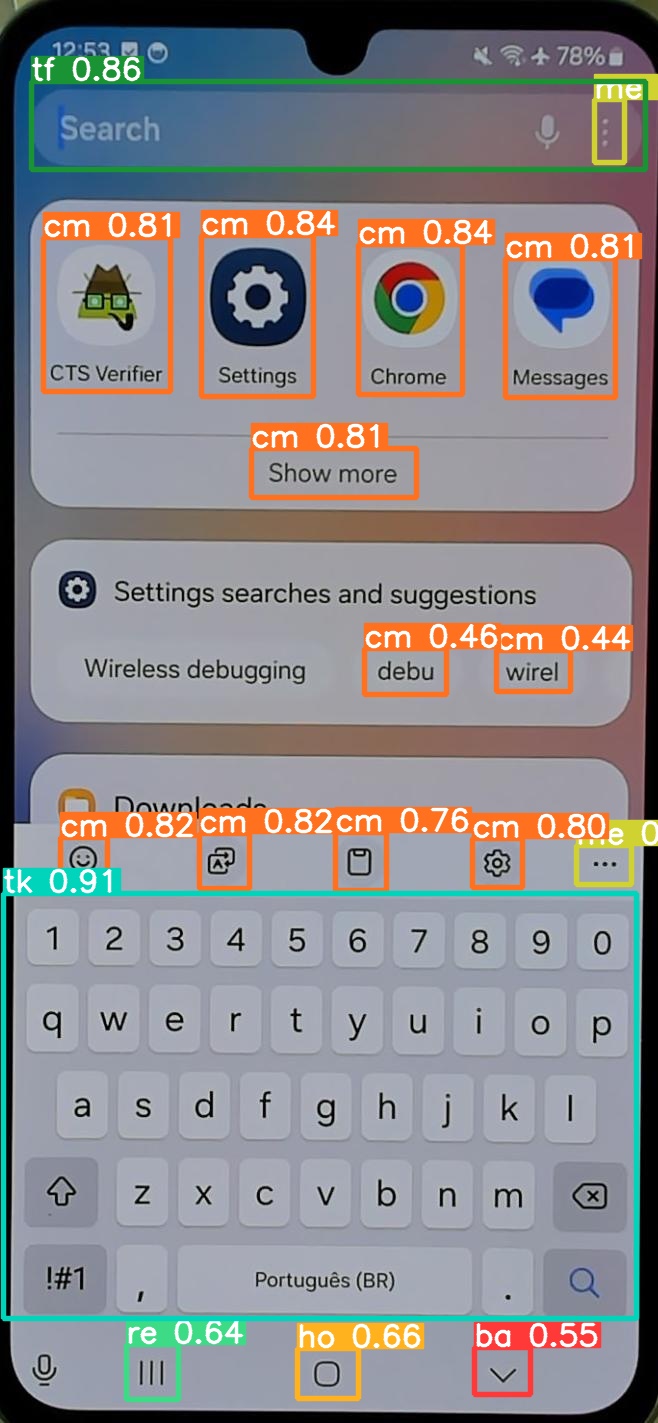 12:53 78%
tf 0.86 me
Search
cm 0.81 cm 0.84 cm 0.84 cm 0.81
CTS Verifier Settings Chrome Messages
cm 0.81
Show more
Settings searches and suggestions
cm 0.46 cm 0.44
Wireless debugging debu wirel
Downloads
cm 0.82 cm 0.82 cm 0.76 cm 0.80 me 0
tk 0.91
1 2 3 4 5 6 7 8 9 0
q w e r t y u i o p
a s d f g h j k l
z x c v b n m
!#1 , Português (BR) .
re 0.64 ho 0.66 ba 0.55